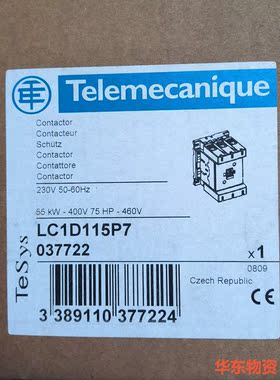 Telemecanique
Contactor
Contacteur
Schütz
Contactor
Contattore
Contactor
230V 50-60Hz
55 kW - 400V 75 HP - 460V
TeSys
LC1D115P7
037722
x1
0809
Czech Republic
3 389110 377224
CE
华东物资